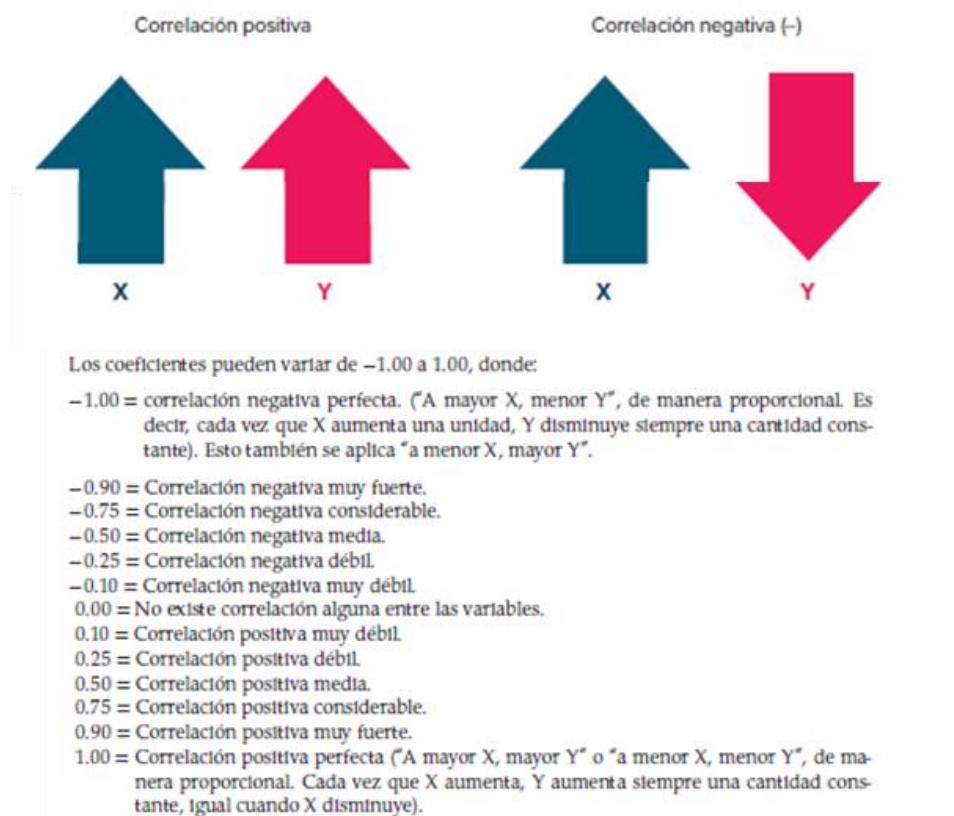 Correlación positiva
Correlación negativa (–)
X
Y
X
Y
Los coeficientes pueden variar de –1.00 a 1.00, donde:
–1.00 = correlación negativa perfecta. (“A mayor X, menor Y”, de manera proporcional. Es
decir, cada vez que X aumenta una unidad, Y disminuye siempre una cantidad cons-
tante). Esto también se aplica “a menor X, mayor Y”.
–0.90 = Correlación negativa muy fuerte.
–0.75 = Correlación negativa considerable.
–0.50 = Correlación negativa media.
–0.25 = Correlación negativa débil.
–0.10 = Correlación negativa muy débil.
0.00 = No existe correlación alguna entre las variables.
0.10 = Correlación positiva muy débil.
0.25 = Correlación positiva débil.
0.50 = Correlación positiva media.
0.75 = Correlación positiva considerable.
0.90 = Correlación positiva muy fuerte.
1.00 = Correlación positiva perfecta (“A mayor X, mayor Y” o “a menor X, menor Y”, de ma-
nera proporcional. Cada vez que X aumenta, Y aumenta siempre una cantidad cons-
tante, igual cuando X disminuye).